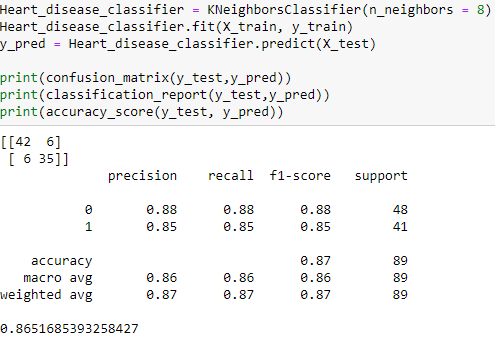 Heart_disease_classifier = KNeighborsClassifier(n_neighbors = 8)
Heart_disease_classifier.fit(X_train, y_train)
y_pred = Heart_disease_classifier.predict(X_test)
print(confusion_matrix(y_test,y_pred))
print(classification_report(y_test,y_pred))
print(accuracy_score(y_test, y_pred))
[[42  6]
 [ 6 35]]
              precision    recall  f1-score   support
           0       0.88      0.88      0.88        48
           1       0.85      0.85      0.85        41
    accuracy                           0.87        89
   macro avg       0.86      0.86      0.86        89
weighted avg       0.87      0.87      0.87        89
0.8651685393258427